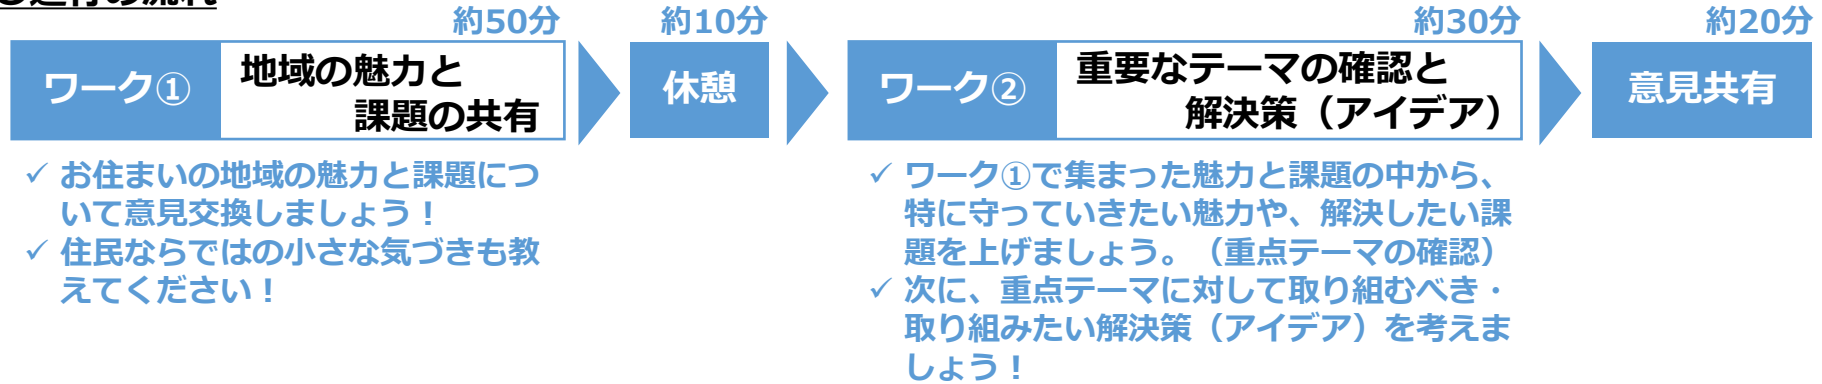 約50分
ワーク①
地域の魅力と
課題の共有
✓ お住まいの地域の魅力と課題につ
いて意見交換しましょう！
✓ 住民ならではの小さな気づきも教
えてください！
約10分
休憩
約30分
ワーク②
重要なテーマの確認と
解決策（アイデア）
✓ ワーク①で集まった魅力と課題の中から、
特に守っていきたい魅力や、解決したい課
題を上げましょう。（重点テーマの確認）
✓ 次に、重点テーマに対して取り組むべき・
取り組みたい解決策（アイデア）を考えま
しょう！
約20分
意見共有